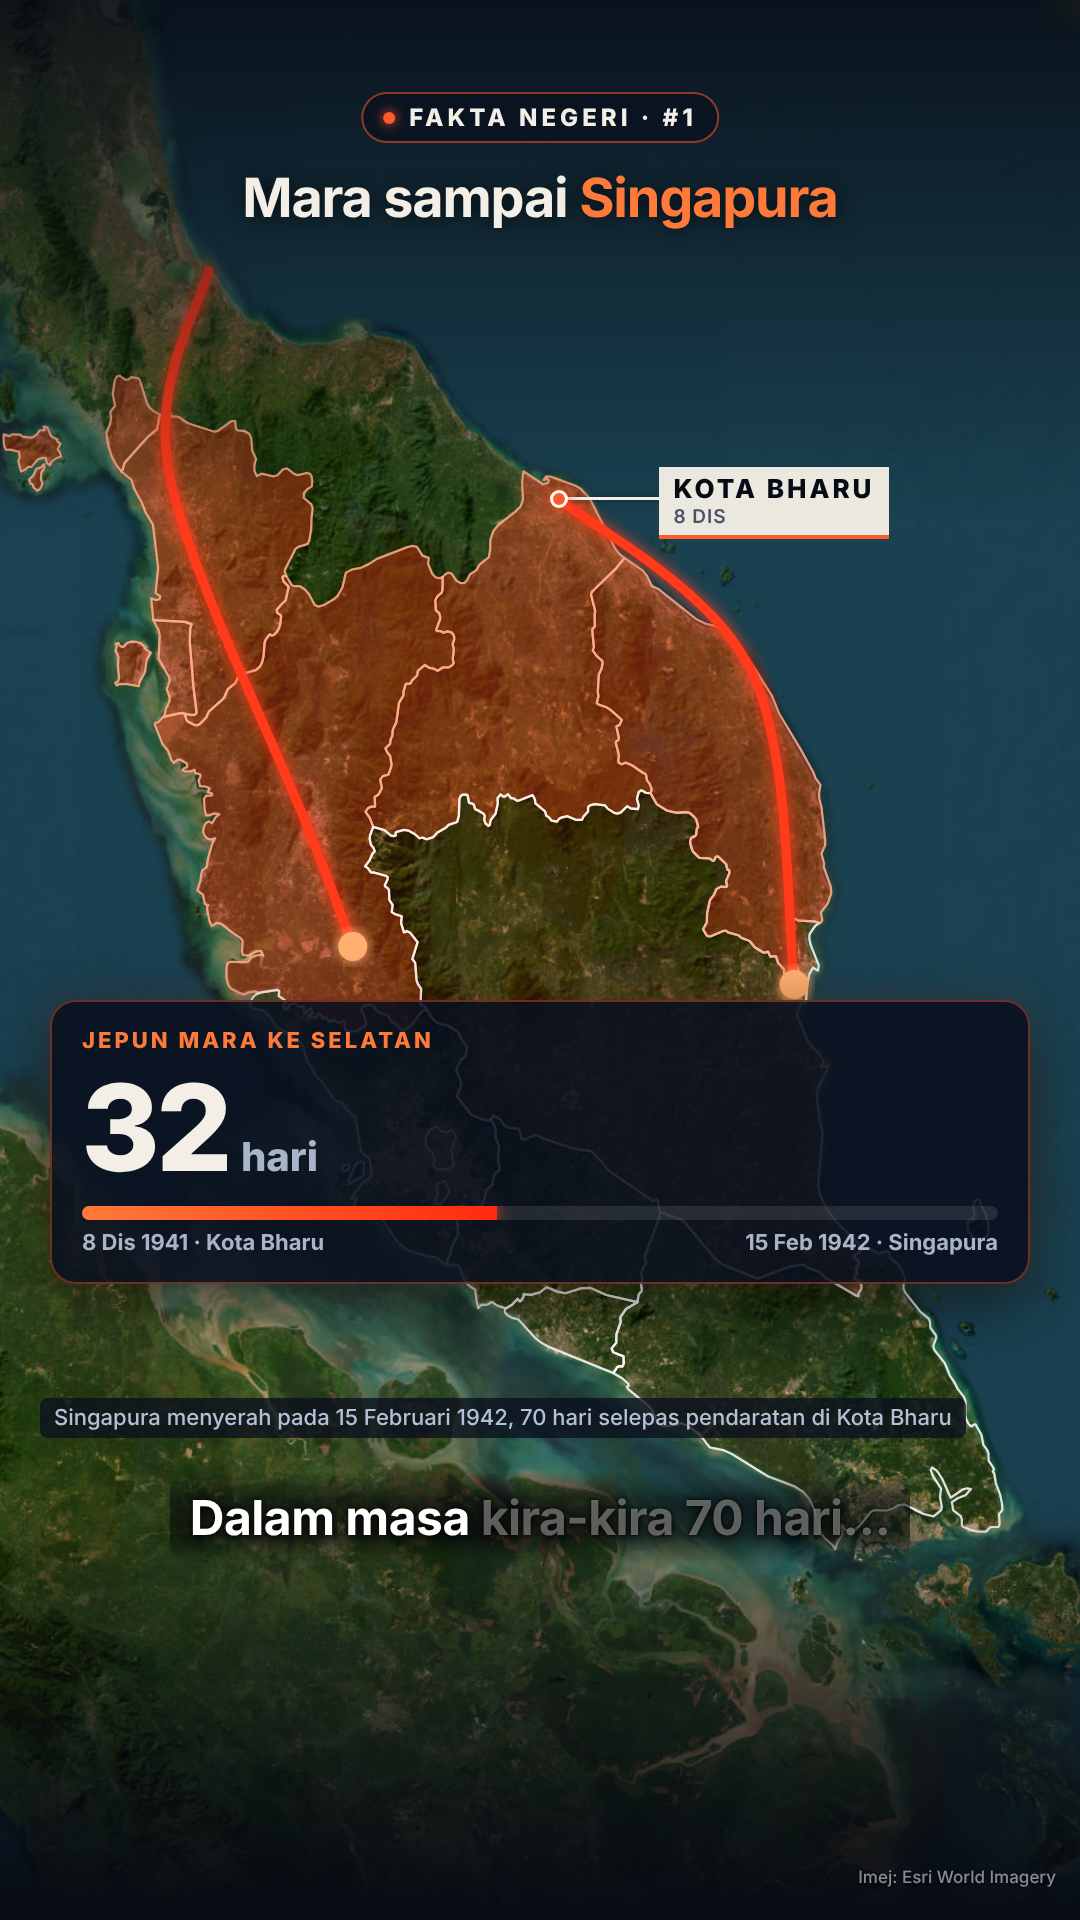 FAKTA NEGERI · #1
Mara sampai Singapura
KOTA BHARU
8 DIS
JEPUN MARA KE SELATAN
32 hari
8 Dis 1941 · Kota Bharu
15 Feb 1942 · Singapura
Singapura menyerah pada 15 Februari 1942, 70 hari selepas pendaratan di Kota Bharu
Dalam masa kira-kira 70 hari...
Imej: Esri World Imagery